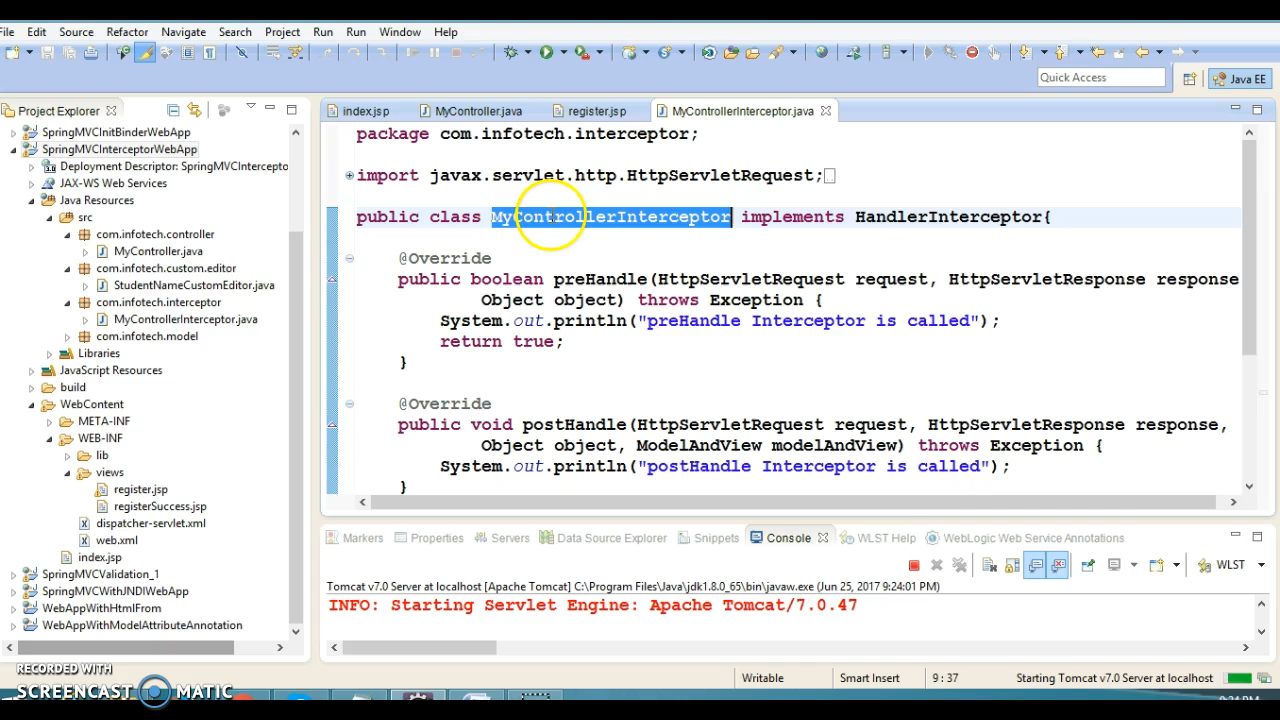 File Edit Source Refactor Navigate Search Project Run Run Window Help
Quick Access
Java EE
Project Explorer
index.jsp MyController.java register.jsp MyControllerInterceptor.java
SpringMVCInitBinderWebApp
SpringMVCInterceptorWebApp
Deployment Descriptor: SpringMVCIntercepto
JAX-WS Web Services
Java Resources
src
com.infotech.controller
MyController.java
com.infotech.custom.editor
StudentNameCustomEditor.java
com.infotech.interceptor
MyControllerInterceptor.java
com.infotech.model
Libraries
JavaScript Resources
build
WebContent
META-INF
WEB-INF
lib
views
register.jsp
registerSuccess.jsp
dispatcher-servlet.xml
web.xml
index.jsp
SpringMVCValidation_1
SpringMVCWithJNDIWebApp
WebAppWithHtmlFrom
WebAppWithModelAttributeAnnotation
package com.infotech.interceptor;
import javax.servlet.http.HttpServletRequest;
public class MyControllerInterceptor implements HandlerInterceptor{
@Override
public boolean preHandle(HttpServletRequest request, HttpServletResponse response
Object object) throws Exception {
System.out.println("preHandle Interceptor is called");
return true;
}
@Override
public void postHandle(HttpServletRequest request, HttpServletResponse response,
Object object, ModelAndView modelAndView) throws Exception {
System.out.println("postHandle Interceptor is called");
}
Markers Properties Servers Data Source Explorer Snippets Console WLST Help WebLogic Web Service Annotations
WLST
Tomcat v7.0 Server at localhost [Apache Tomcat] C:\Program Files\Java\jdk1.8.0_65\bin\javaw.exe (Jun 25, 2017 9:24:01 PM)
INFO: Starting Servlet Engine: Apache Tomcat/7.0.47
Writable Smart Insert 9 : 37 Starting Tomcat v7.0 Server at localhost
RECORDED WITH
SCREENCAST MATIC